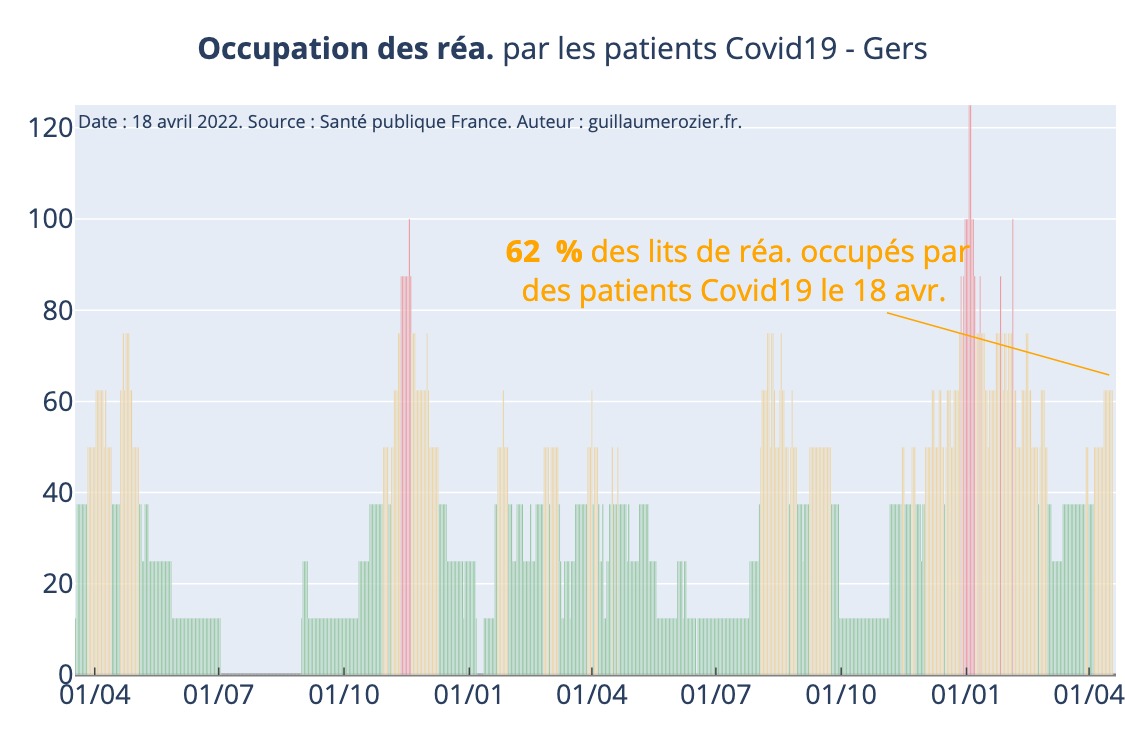 Occupation des réa. par les patients Covid19 - Gers
120
Date : 18 avril 2022. Source : Santé publique France. Auteur : guillaumerozier.fr.
100
62 % des lits de réa. occupés par
des patients Covid19 le 18 avr.
80
60
40
20
0
01/04 01/07 01/10 01/01 01/04 01/07 01/10 01/01 01/04